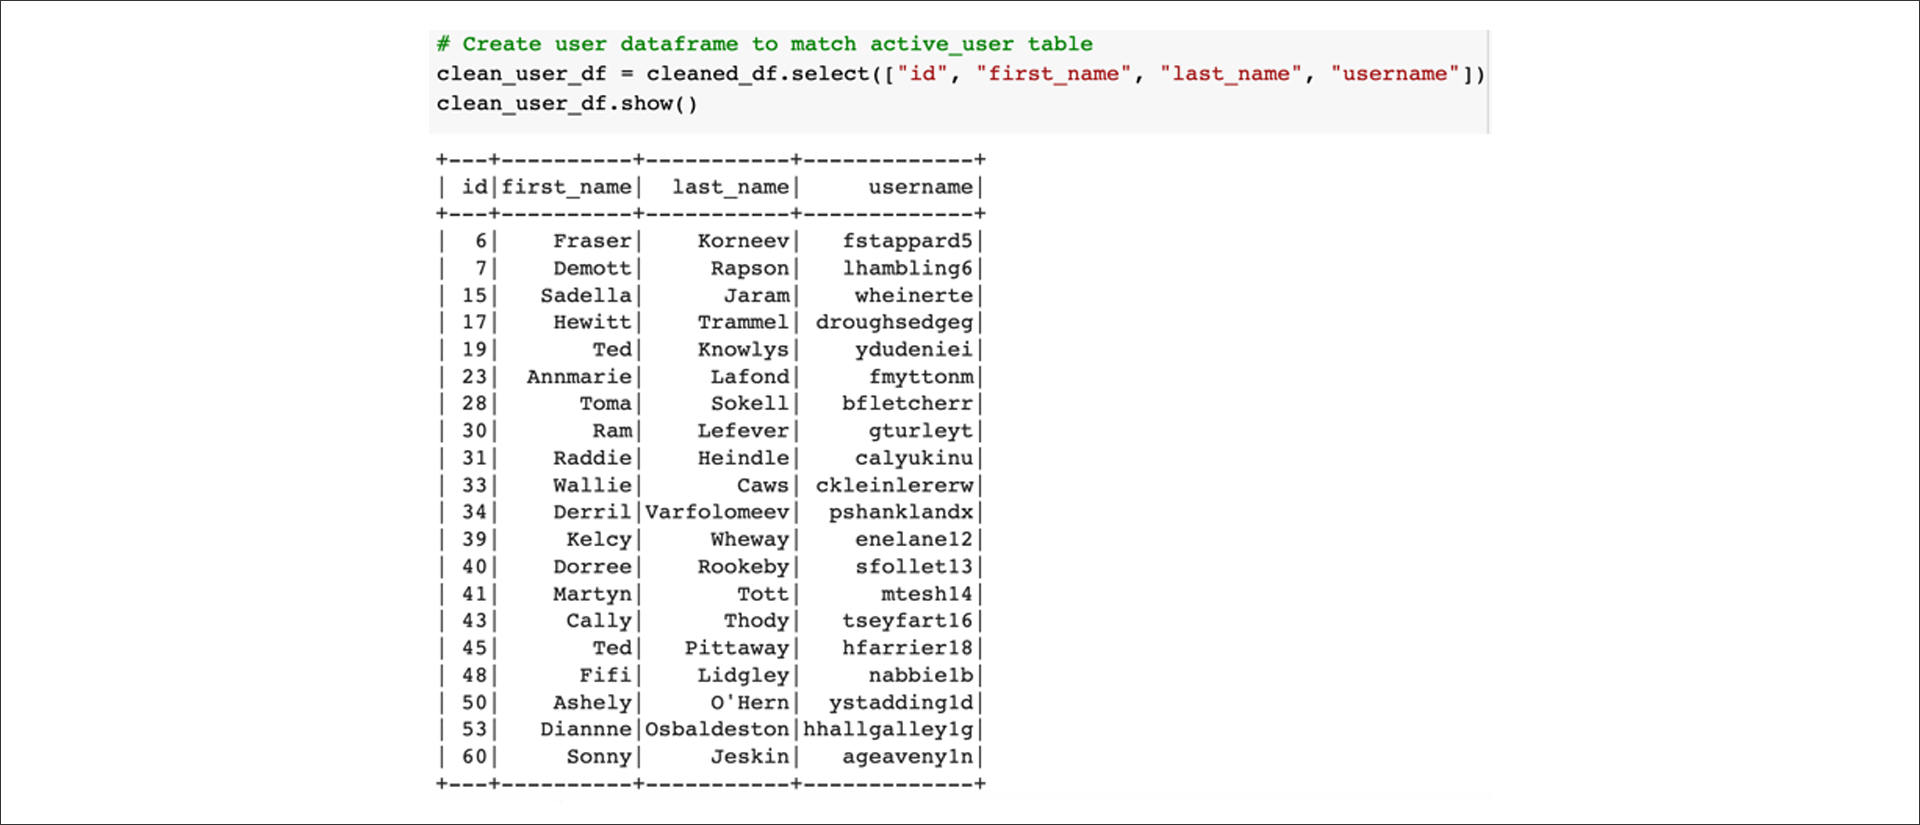 # Create user dataframe to match active_user table
clean_user_df = cleaned_df.select(["id", "first_name", "last_name", "username"])
clean_user_df.show()
+---+----------+-----------+-------------+
| id|first_name|  last_name|     username|
+---+----------+-----------+-------------+
|  6|    Fraser|    Korneev|   fstappard5|
|  7|    Demott|     Rapson|   lhambling6|
| 15|   Sadella|      Jaram|    wheinerte|
| 17|    Hewitt|    Trammel| droughsedgeg|
| 19|       Ted|    Knowlys|    ydudeniei|
| 23|  Annmarie|     Lafond|     fmyttonm|
| 28|      Toma|     Sokell|   bfletcherr|
| 30|       Ram|    Lefever|     gturleyt|
| 31|    Raddie|    Heindle|    calyukinu|
| 33|    Wallie|       Caws| ckleinlererw|
| 34|    Derril|Varfolomeev|  pshanklandx|
| 39|     Kelcy|     Wheway|    enelane12|
| 40|    Dorree|    Rookeby|    sfollet13|
| 41|    Martyn|       Tott|      mtesh14|
| 43|     Cally|      Thody|   tseyfart16|
| 45|       Ted|   Pittaway|   hfarrier18|
| 48|      Fifi|    Lidgley|     nabbie1b|
| 50|    Ashely|     O'Hern|  ystadding1d|
| 53|   Diannne|Osbaldeston|hhallgalley1g|
| 60|     Sonny|     Jeskin|   ageaveny1n|
+---+----------+-----------+-------------+